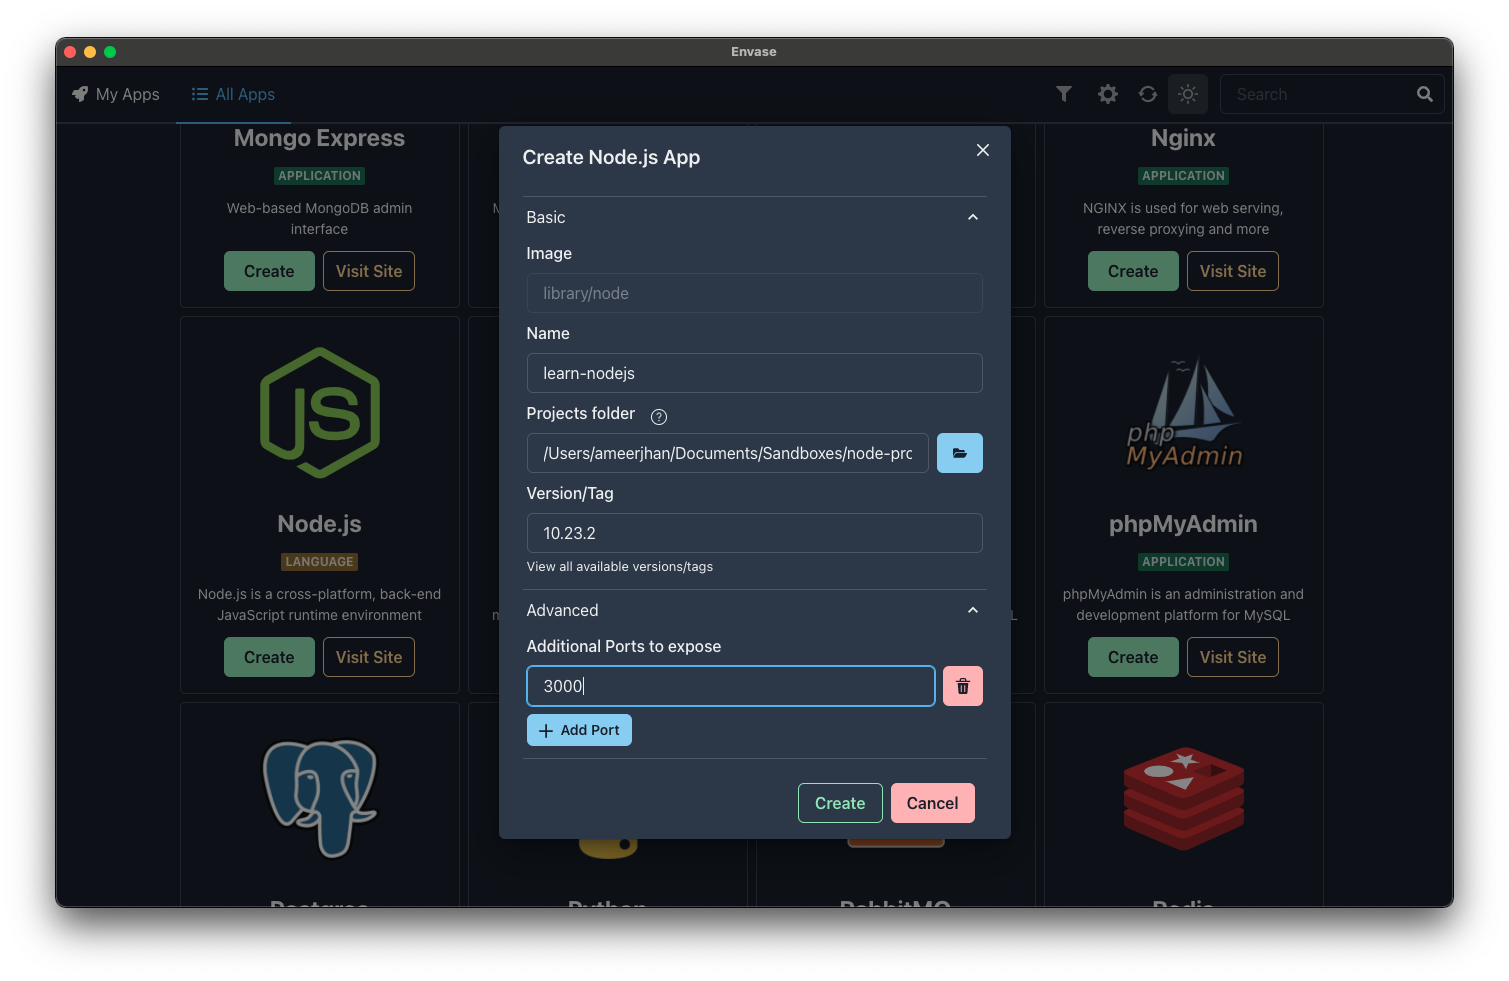 Envase
My Apps
All Apps
Search
Mongo Express
APPLICATION
Web-based MongoDB admin
interface
Create
Visit Site
Nginx
APPLICATION
NGINX is used for web serving,
reverse proxying and more
Create
Visit Site
JS
Node.js
LANGUAGE
Node.js is a cross-platform, back-end
JavaScript runtime environment
Create
Visit Site
php
MyAdmin
phpMyAdmin
APPLICATION
phpMyAdmin is an administration and
development platform for MySQL
Create
Visit Site
Create Node.js App
Basic
Image
library/node
Name
learn-nodejs
Projects folder
?
/Users/ameerjhan/Documents/Sandboxes/node-prc
Version/Tag
10.23.2
View all available versions/tags
Advanced
Additional Ports to expose
3000
Add Port
Create
Cancel
Postgres
Python
RabbitMQ
Redis